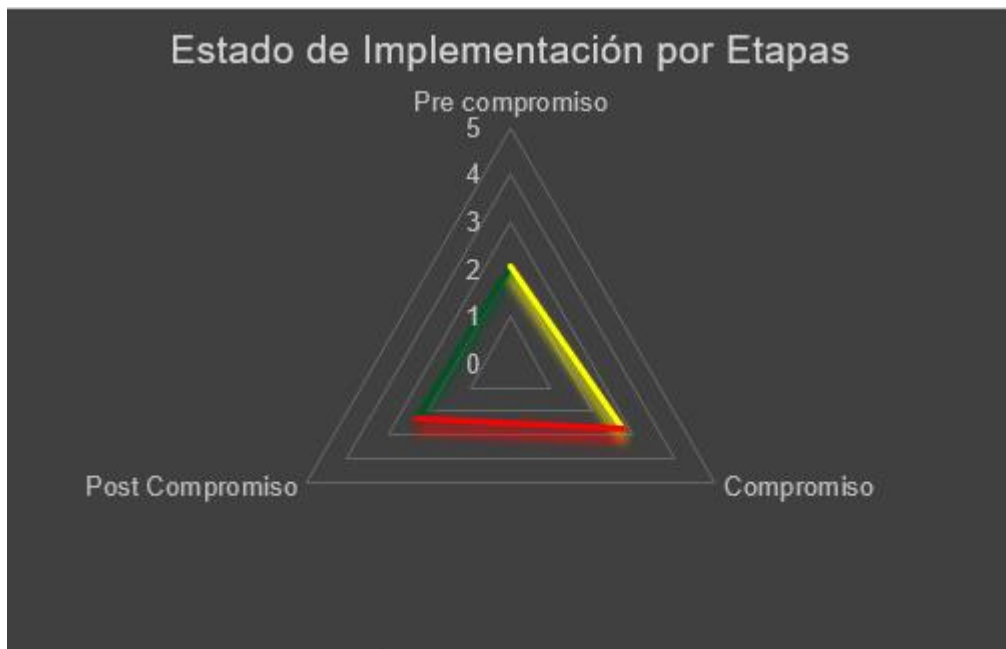 Estado de Implementación por Etapas
Pre compromiso
5
4
3
2
1
0
Post Compromiso
Compromiso